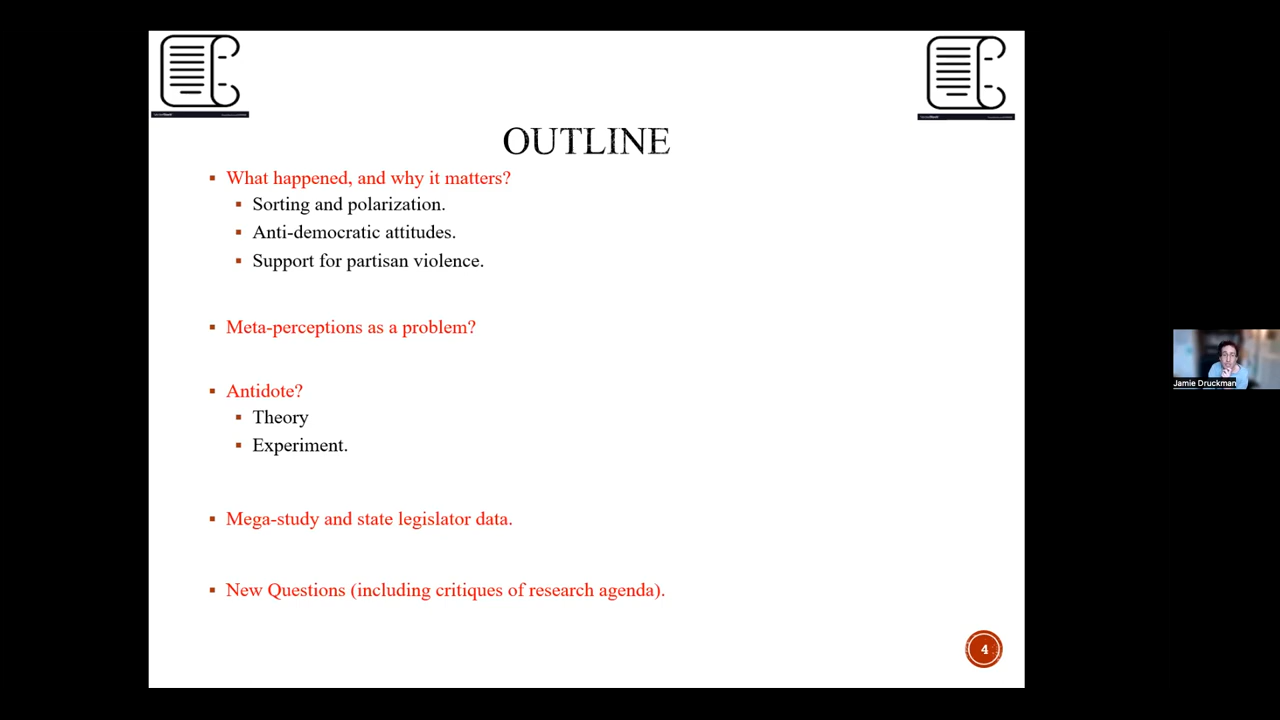 OUTLINE
What happened, and why it matters?
Sorting and polarization.
Anti-democratic attitudes.
Support for partisan violence.
Meta-perceptions as a problem?
Antidote?
Theory
Experiment.
Mega-study and state legislator data.
New Questions (including critiques of research agenda).
4
Jamie Druckman